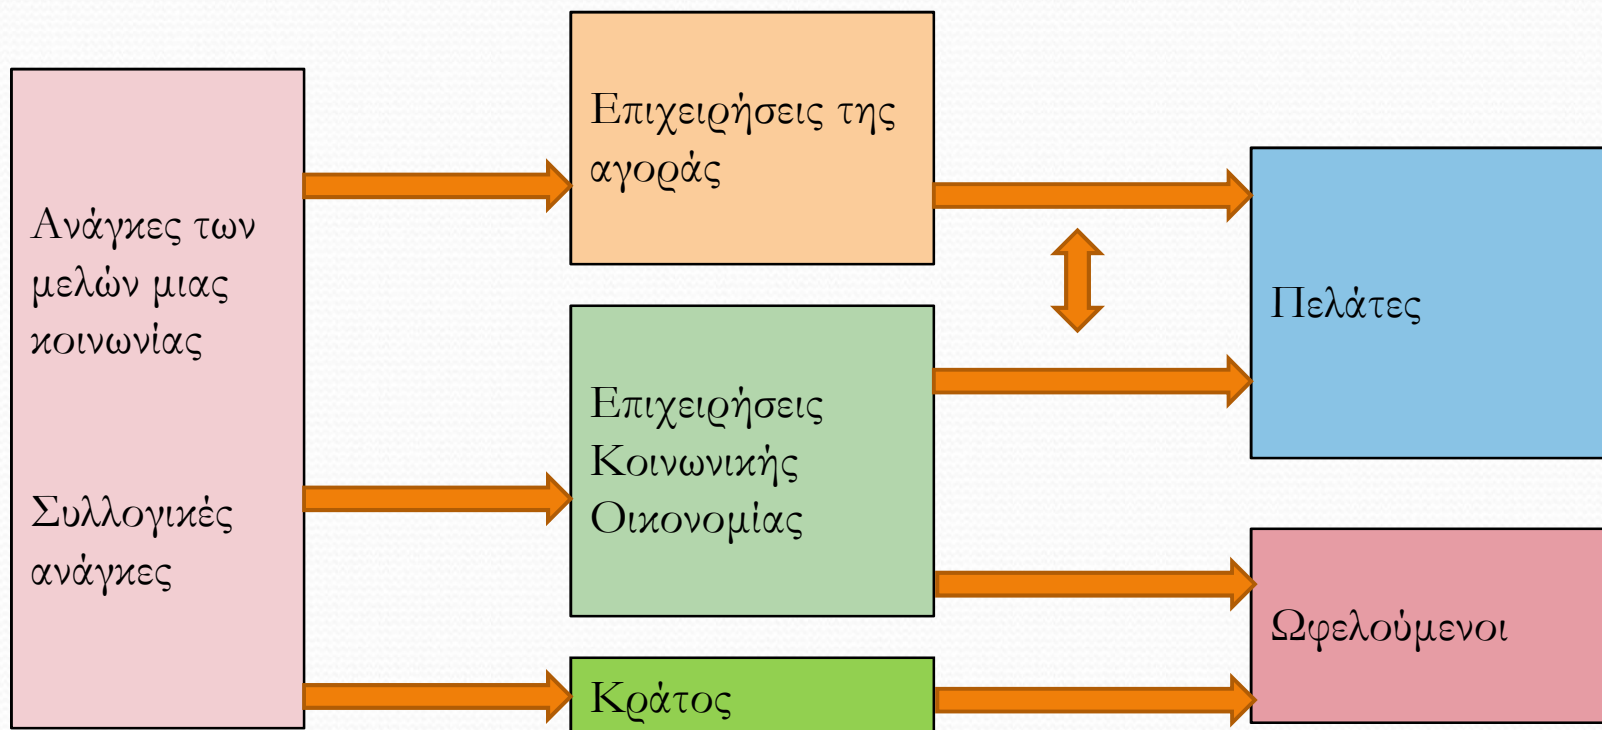 Ανάγκες των
μελών μιας
κοινωνίας
Συλλογικές
ανάγκες
Επιχειρήσεις της
αγοράς
Επιχειρήσεις
Κοινωνικής
Οικονομίας
Κράτος
Πελάτες
Ωφελούμενοι